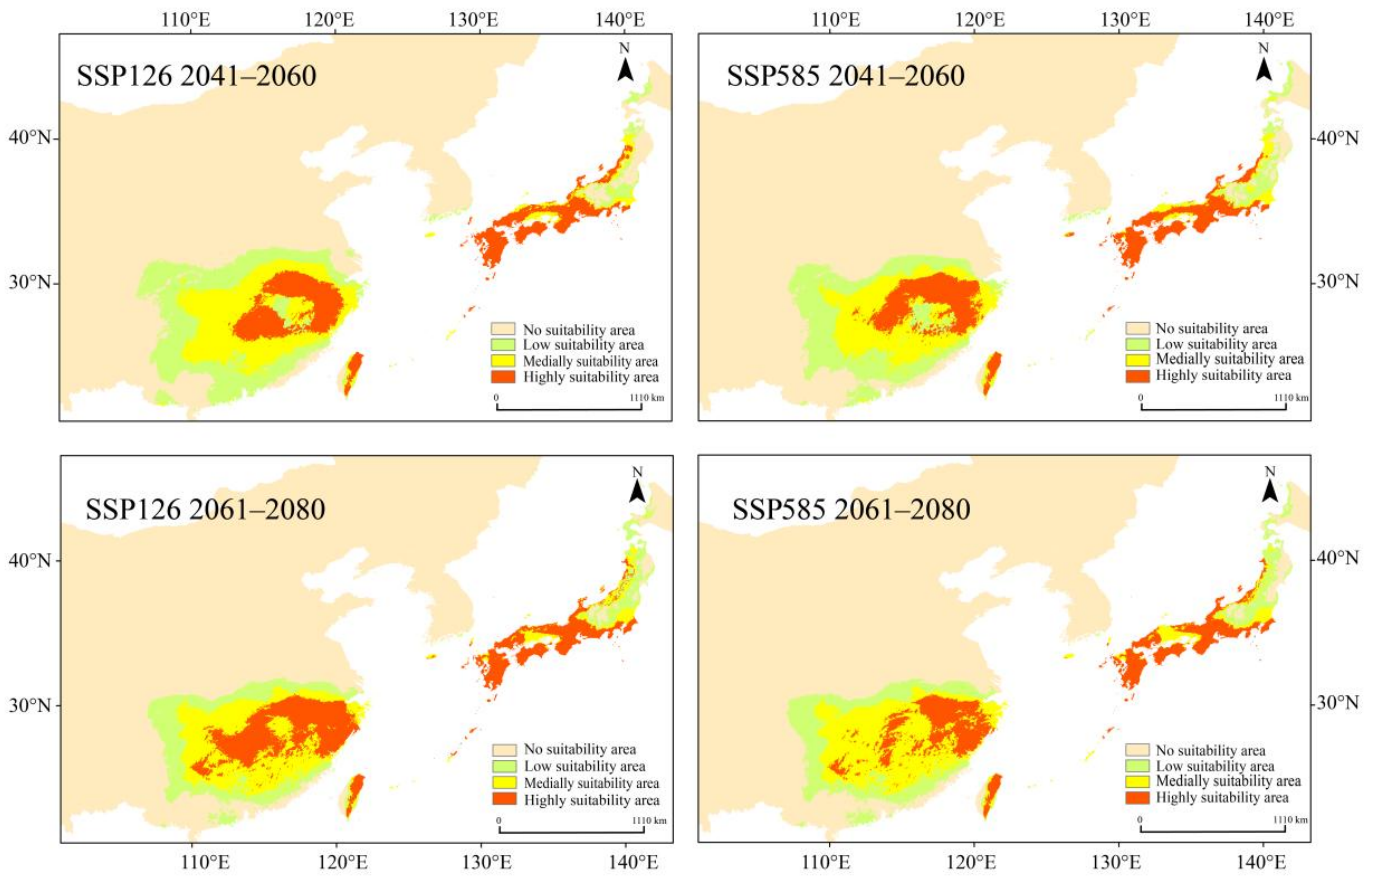 110°E 120°E 130°E 140°E 110°E 120°E 130°E 140°E
N N
SSP126 2041–2060 SSP585 2041–2060
40°N 40°N
30°N 30°N
No suitability area No suitability area
Low suitability area Low suitability area
Medially suitability area Medially suitability area
Highly suitability area Highly suitability area
0 1110 km 0 1110 km
N N
SSP126 2061–2080 SSP585 2061–2080
40°N 40°N
30°N 30°N
No suitability area No suitability area
Low suitability area Low suitability area
Medially suitability area Medially suitability area
Highly suitability area Highly suitability area
0 1110 km 0 1110 km
110°E 120°E 130°E 140°E 110°E 120°E 130°E 140°E